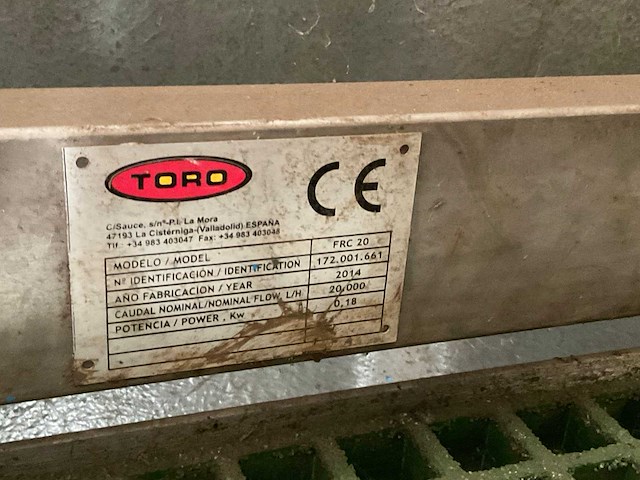 TORO
CE
C/Sauce, s/nº-P.I. La Mora
47193 La Cistérniga-(Valladolid) ESPAÑA
Tlf.: +34 983 403047 Fax: +34 983 403048
MODELO / MODEL FRC 20
Nº IDENTIFICACIÓN / IDENTIFICATION 172.001.661
AÑO FABRICACION / YEAR 2014
CAUDAL NOMINAL/NOMINAL FLOW, L/H 20,000
POTENCIA / POWER , Kw 0,18